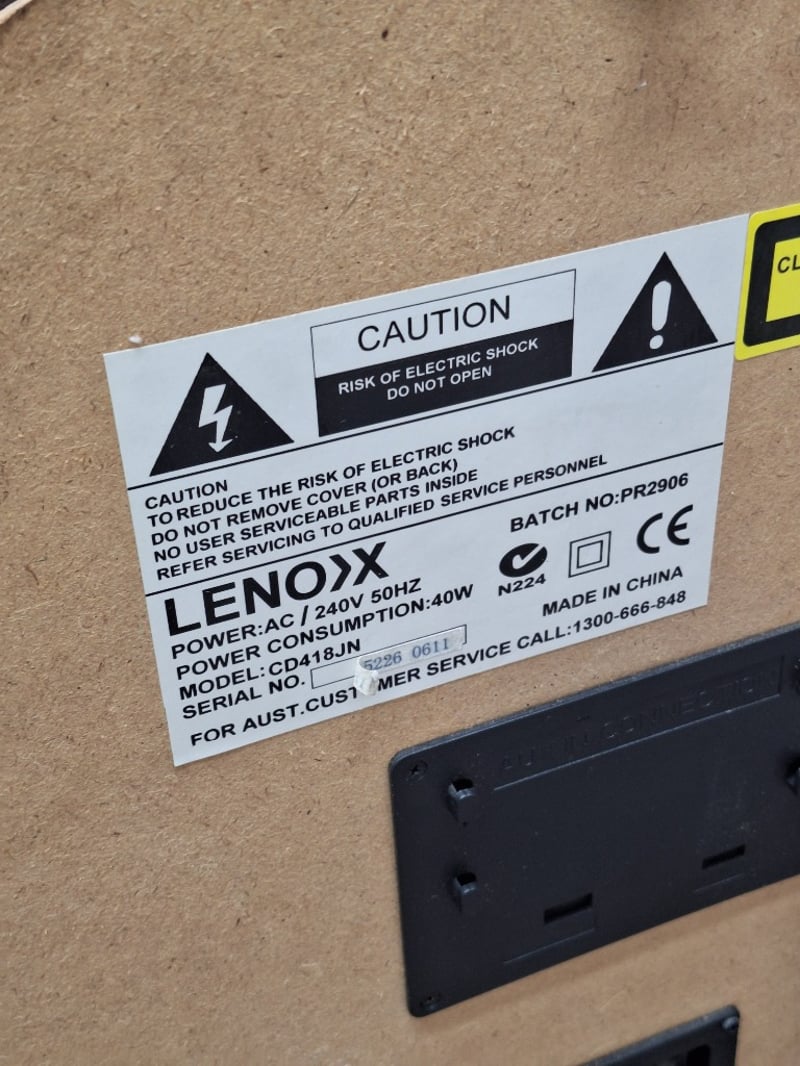 CAUTION
RISK OF ELECTRIC SHOCK
DO NOT OPEN
CL
CAUTION
TO REDUCE THE RISK OF ELECTRIC SHOCK
DO NOT REMOVE COVER (OR BACK)
NO USER SERVICEABLE PARTS INSIDE
REFER SERVICING TO QUALIFIED SERVICE PERSONNEL
LENOXX
BATCH NO:PR2906
N224
CE
POWER:AC / 240V 50HZ
POWER CONSUMPTION:40W
MADE IN CHINA
MODEL:CD418JN
SERIAL NO. 5226 0611
FOR AUST.CUSTOMER SERVICE CALL:1300-666-848
CONNECTION